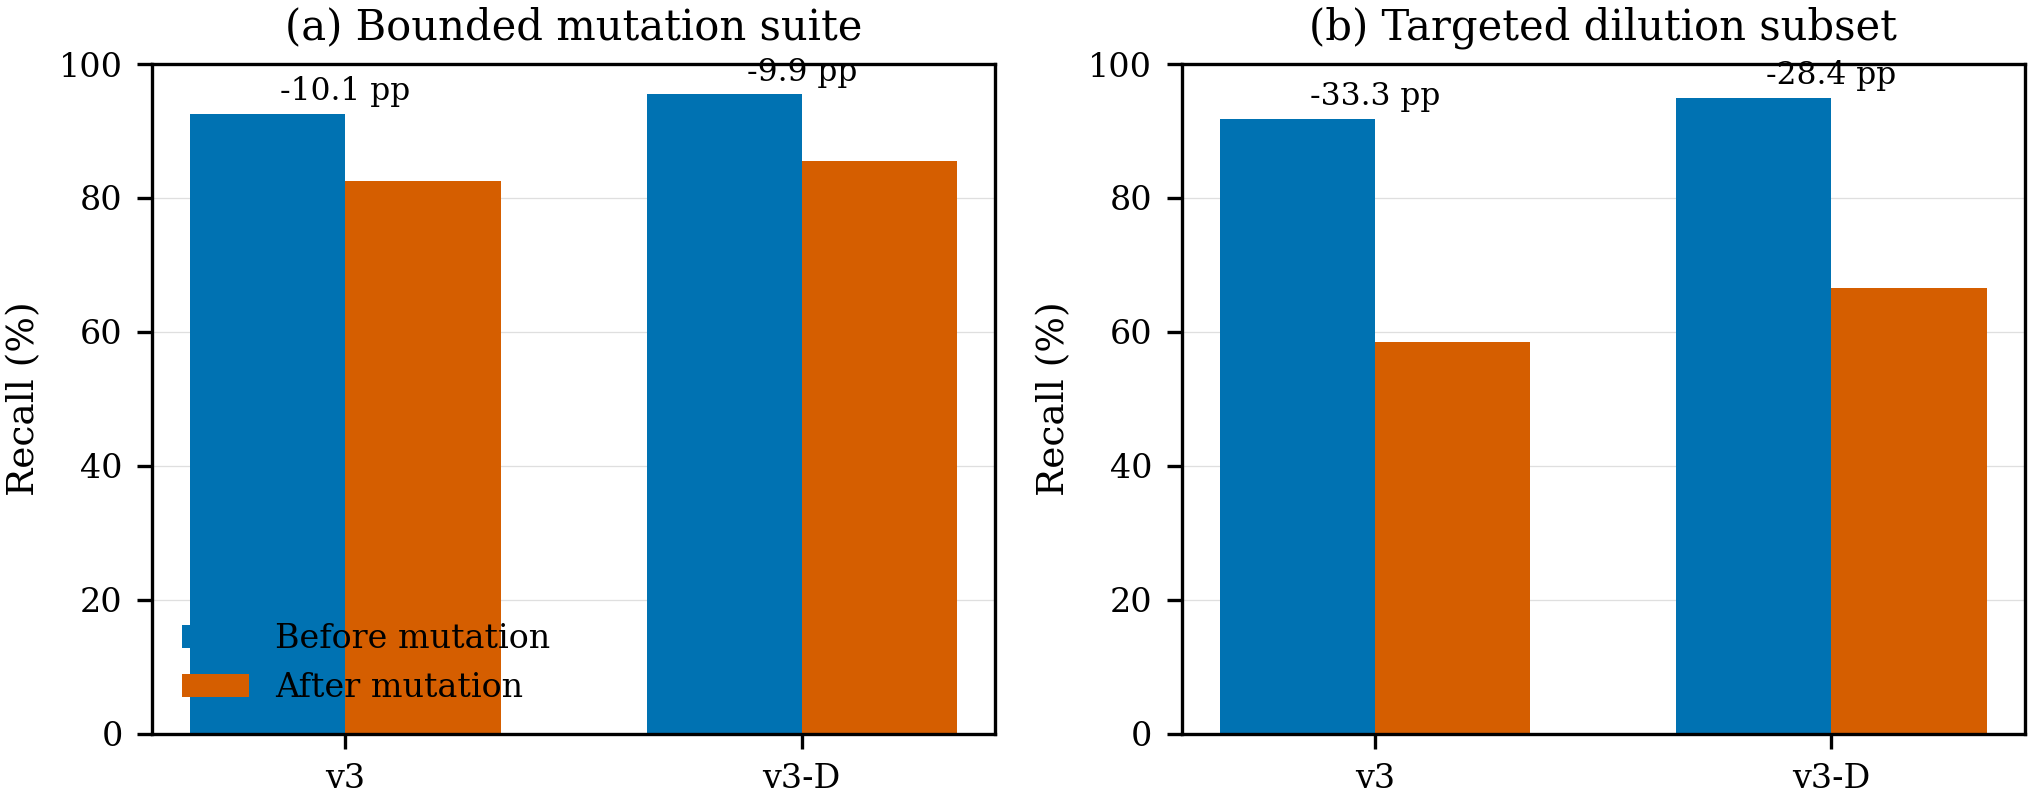 (a) Bounded mutation suite
100
80
60
40
20
0
Recall (%)
-10.1 pp
-9.9 pp
Before mutation
After mutation
v3
v3-D
(b) Targeted dilution subset
100
80
60
40
20
0
Recall (%)
-33.3 pp
-28.4 pp
v3
v3-D